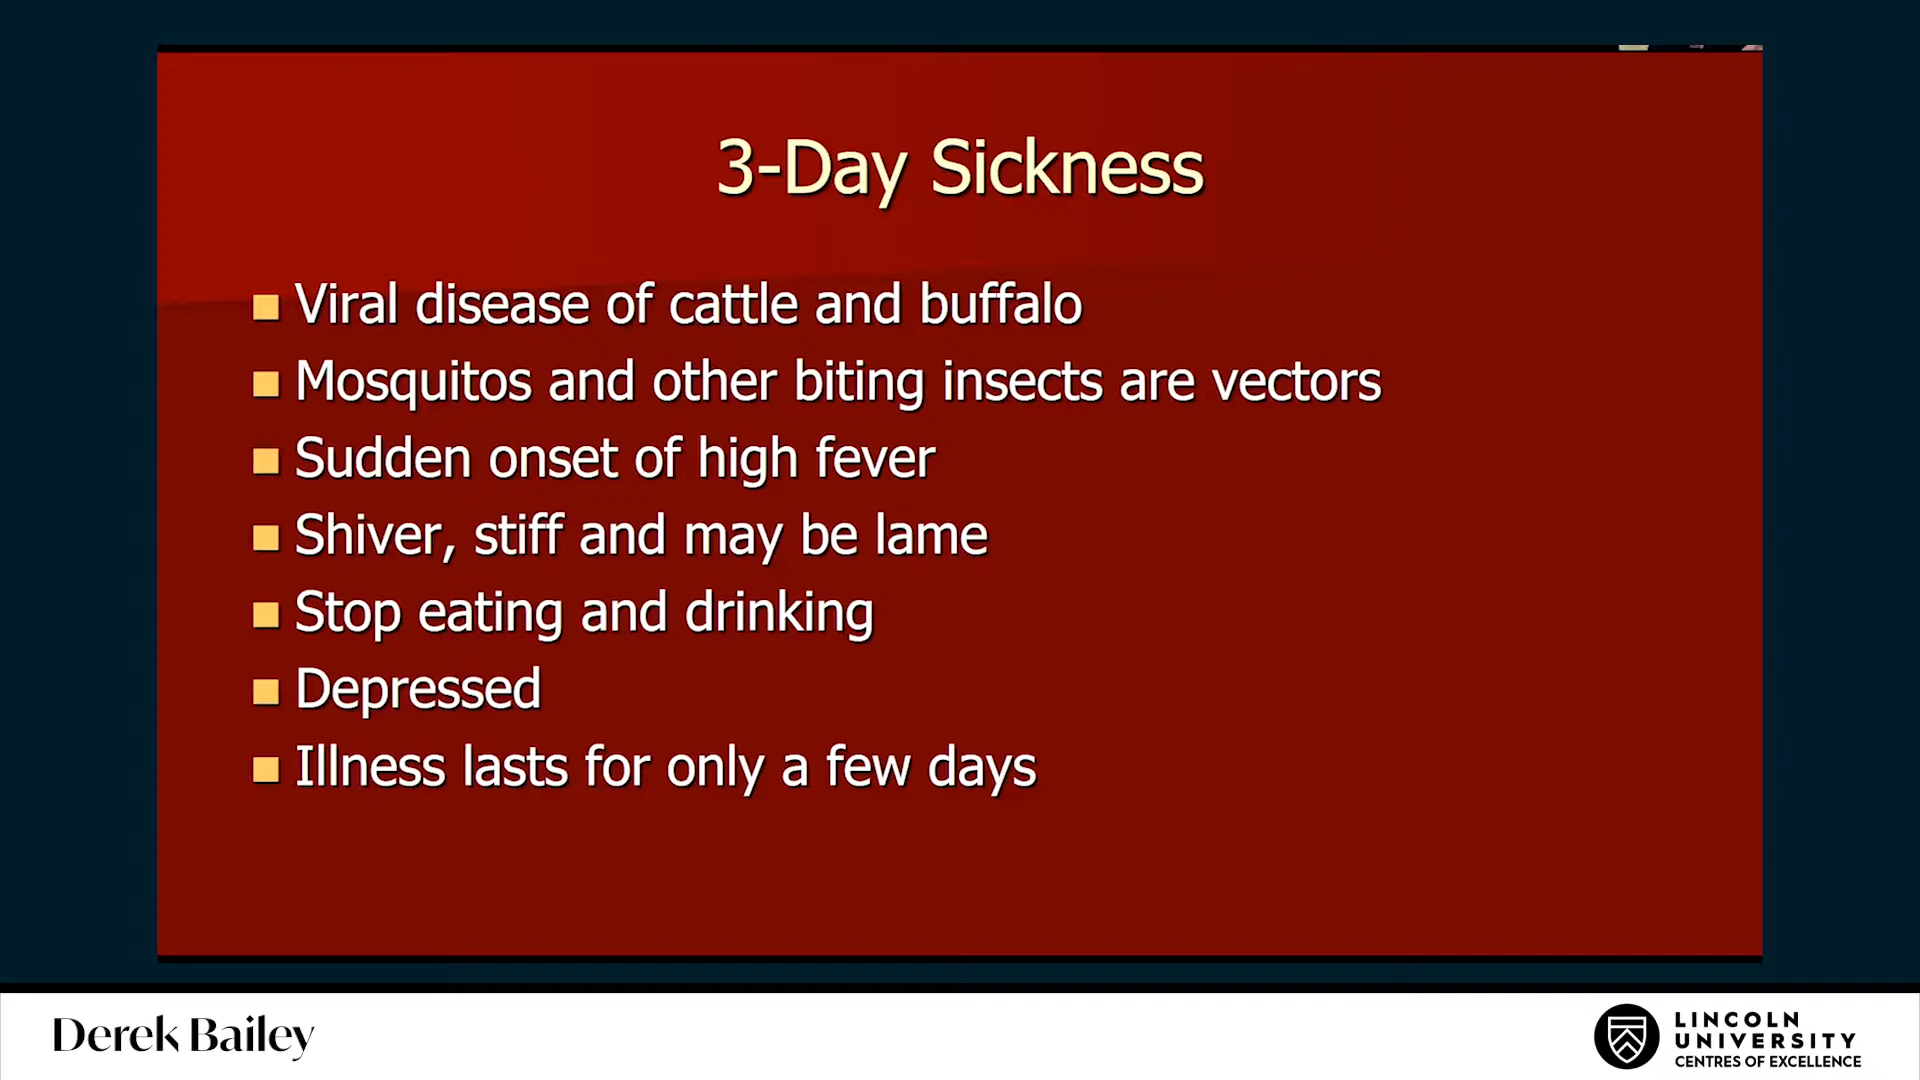 3-Day Sickness
Viral disease of cattle and buffalo
Mosquitos and other biting insects are vectors
Sudden onset of high fever
Shiver, stiff and may be lame
Stop eating and drinking
Depressed
Illness lasts for only a few days
Derek Bailey
LINCOLN
UNIVERSITY
CENTRES OF EXCELLENCE